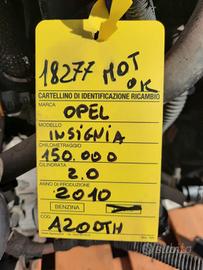 18277 MOT
OK
CARTELLINO DI IDENTIFICAZIONE RICAMBIO
MARCA
OPEL
MODELLO
INSIGNIA
CHILOMETRAGGIO
150.000
CILINDRATA
2.0
ANNO DI PRODUZIONE
2010
BENZINA
COD.
A20DTH